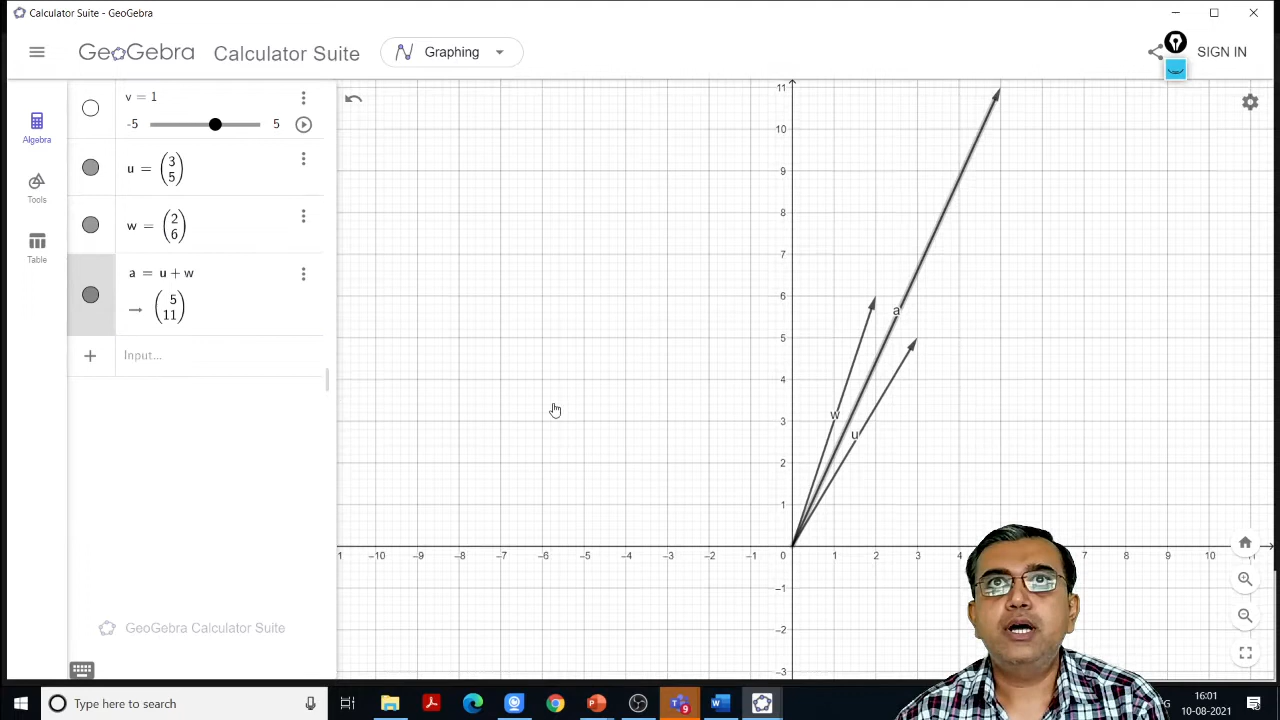 Calculator Suite - GeoGebra
GeoGebra
Calculator Suite
Graphing
SIGN IN
Algebra
Tools
Table
v = 1
-5
5
u = (3 5)
w = (2 6)
a = u + w
→ (5 11)
Input...
GeoGebra Calculator Suite
11
10
9
8
7
6
5
4
3
2
1
−1
−2
−3
1 −10 −9 −8 −7 −6 −5 −4 −3 −2 −1 0 1 2 3 4 7 8 9 10 11
a
w
u
Type here to search
9
16:01
10-08-2021